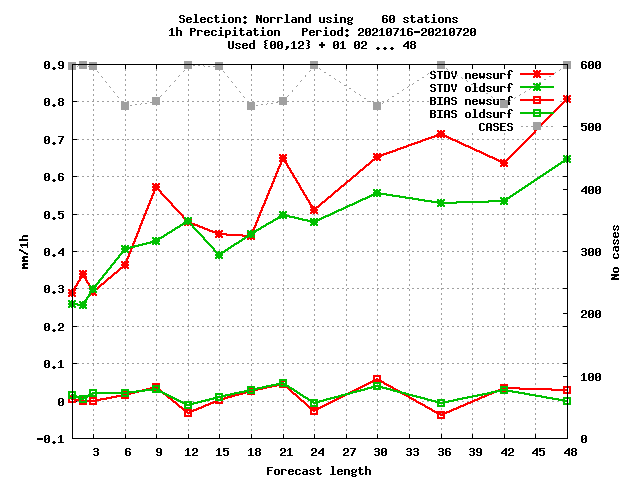 Selection: Norrland using    60 stations
1h Precipitation   Period: 20210716-20210720
Used {00,12} + 01 02 ... 48
0.9
0.8
0.7
0.6
0.5
0.4
0.3
0.2
0.1
0
-0.1
mm/1h
STDV newsurf
STDV oldsurf
BIAS newsurf
BIAS oldsurf
CASES
600
500
400
300
200
100
0
No cases
3 6 9 12 15 18 21 24 27 30 33 36 39 42 45 48
Forecast length